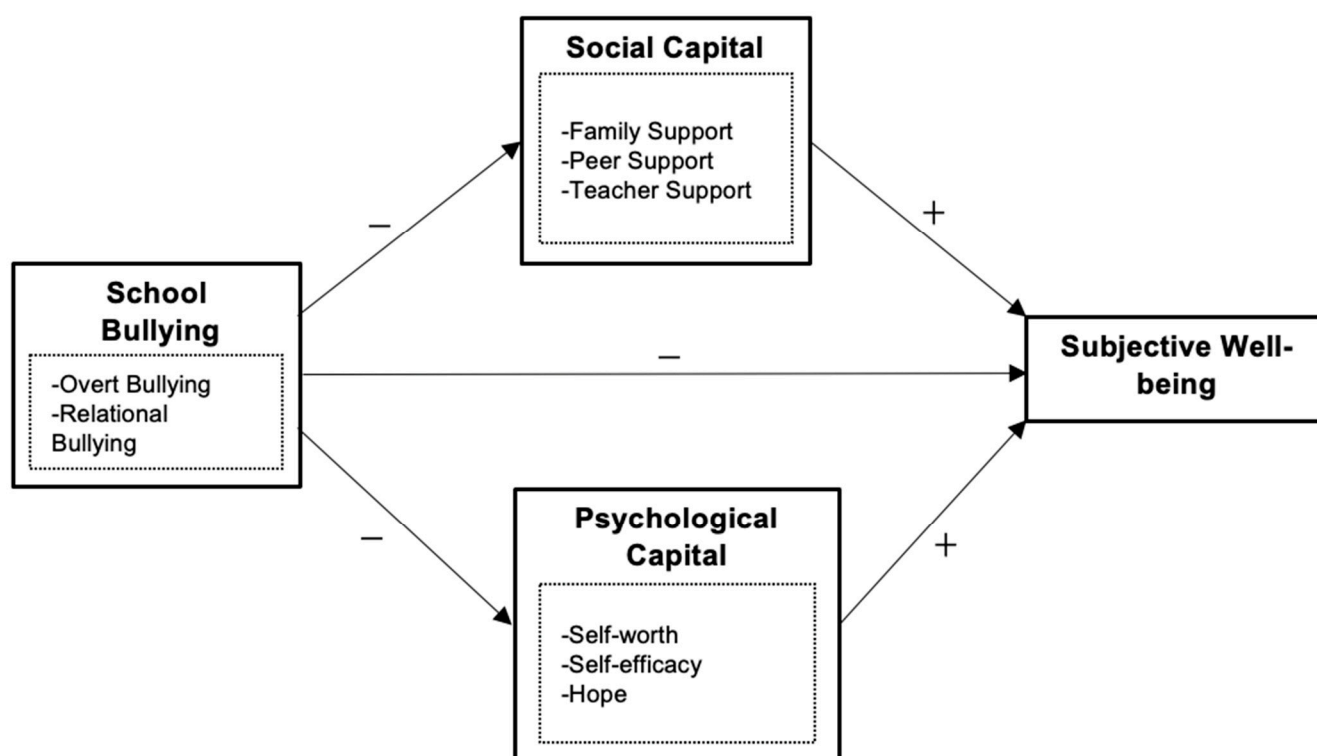 Social Capital
-Family Support
-Peer Support
-Teacher Support
–
+
School
Bullying
-Overt Bullying
-Relational
Bullying
–
Subjective Well-
being
–
+
Psychological
Capital
-Self-worth
-Self-efficacy
-Hope